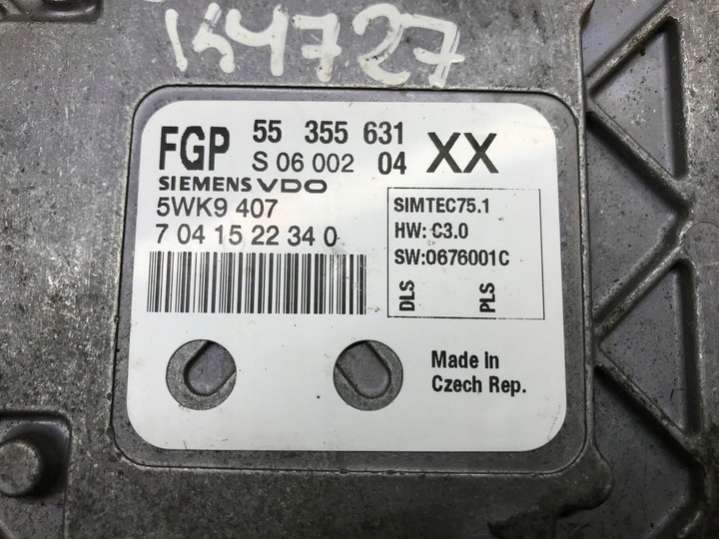 144727
FGP 55 355 631 XX
S 06 002 04
SIEMENS VDO
5WK9 407
7 04 15 22 34 0
SIMTEC75.1
HW: C3.0
SW:0676001C
DLS PLS
Made in
Czech Rep.